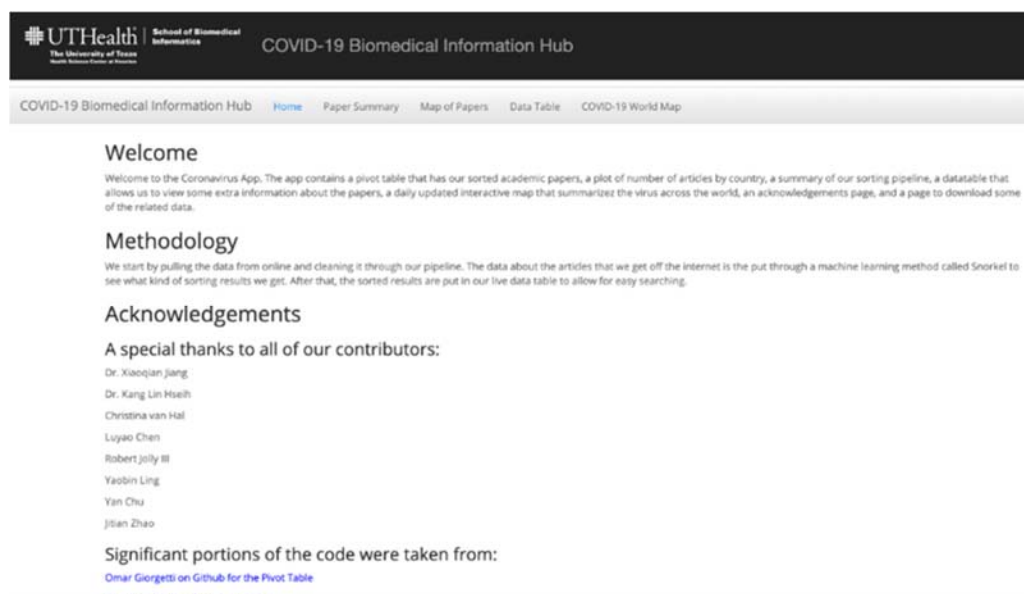 UTHealth | School of Biomedical Informatics
The University of Texas
Health Science Center at Houston
COVID-19 Biomedical Information Hub
COVID-19 Biomedical Information Hub Home Paper Summary Map of Papers Data Table COVID-19 World Map
Welcome
Welcome to the Coronavirus App. The app contains a pivot table that has our sorted academic papers, a plot of number of articles by country, a summary of our sorting pipeline, a datatable that
allows us to view some extra information about the papers, a daily updated interactive map that summarizez the virus across the world, an acknowledgements page, and a page to download some
of the related data.
Methodology
We start by pulling the data from online and cleaning it through our pipeline. The data about the articles that we get off the internet is the put through a machine learning method called Snorkel to
see what kind of sorting results we get. After that, the sorted results are put in our live data table to allow for easy searching.
Acknowledgements
A special thanks to all of our contributors:
Dr. Xiaoqian Jiang
Dr. Kang Lin Hseih
Christina van Hal
Luyao Chen
Robert Jolly III
Yaobin Ling
Yan Chu
Jitian Zhao
Significant portions of the code were taken from:
Omar Giorgetti on Github for the Pivot Table